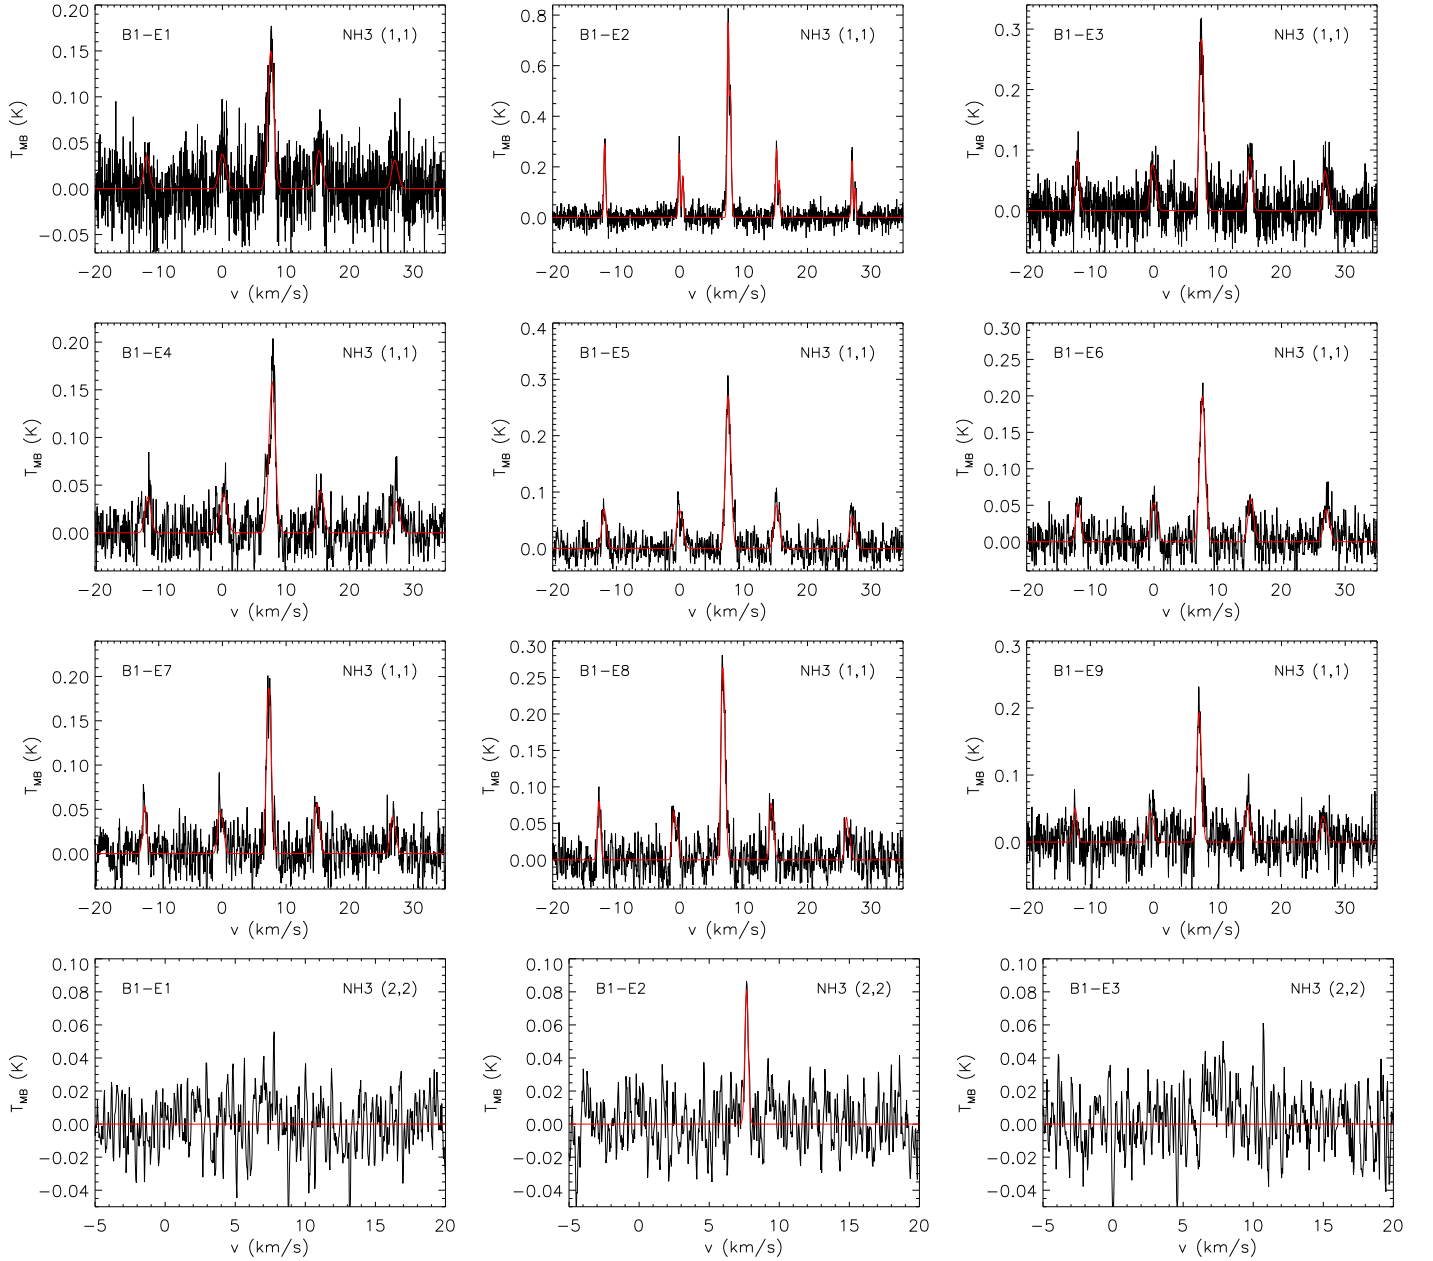 B1−E1 NH3 (1,1)
0.20
0.15
0.10
0.05
0.00
−0.05
T_MB (K)
−20 −10 0 10 20 30
v (km/s)
B1−E2 NH3 (1,1)
0.8
0.6
0.4
0.2
0.0
T_MB (K)
−20 −10 0 10 20 30
v (km/s)
B1−E3 NH3 (1,1)
0.3
0.2
0.1
0.0
T_MB (K)
−20 −10 0 10 20 30
v (km/s)
B1−E4 NH3 (1,1)
0.20
0.15
0.10
0.05
0.00
T_MB (K)
−20 −10 0 10 20 30
v (km/s)
B1−E5 NH3 (1,1)
0.4
0.3
0.2
0.1
0.0
T_MB (K)
−20 −10 0 10 20 30
v (km/s)
B1−E6 NH3 (1,1)
0.30
0.25
0.20
0.15
0.10
0.05
0.00
T_MB (K)
−20 −10 0 10 20 30
v (km/s)
B1−E7 NH3 (1,1)
0.20
0.15
0.10
0.05
0.00
T_MB (K)
−20 −10 0 10 20 30
v (km/s)
B1−E8 NH3 (1,1)
0.30
0.25
0.20
0.15
0.10
0.05
0.00
T_MB (K)
−20 −10 0 10 20 30
v (km/s)
B1−E9 NH3 (1,1)
0.3
0.2
0.1
0.0
T_MB (K)
−20 −10 0 10 20 30
v (km/s)
B1−E1 NH3 (2,2)
0.10
0.08
0.06
0.04
0.02
0.00
−0.02
−0.04
T_MB (K)
−5 0 5 10 15 20
v (km/s)
B1−E2 NH3 (2,2)
0.10
0.08
0.06
0.04
0.02
0.00
−0.02
−0.04
T_MB (K)
−5 0 5 10 15 20
v (km/s)
B1−E3 NH3 (2,2)
0.10
0.08
0.06
0.04
0.02
0.00
−0.02
−0.04
T_MB (K)
−5 0 5 10 15 20
v (km/s)